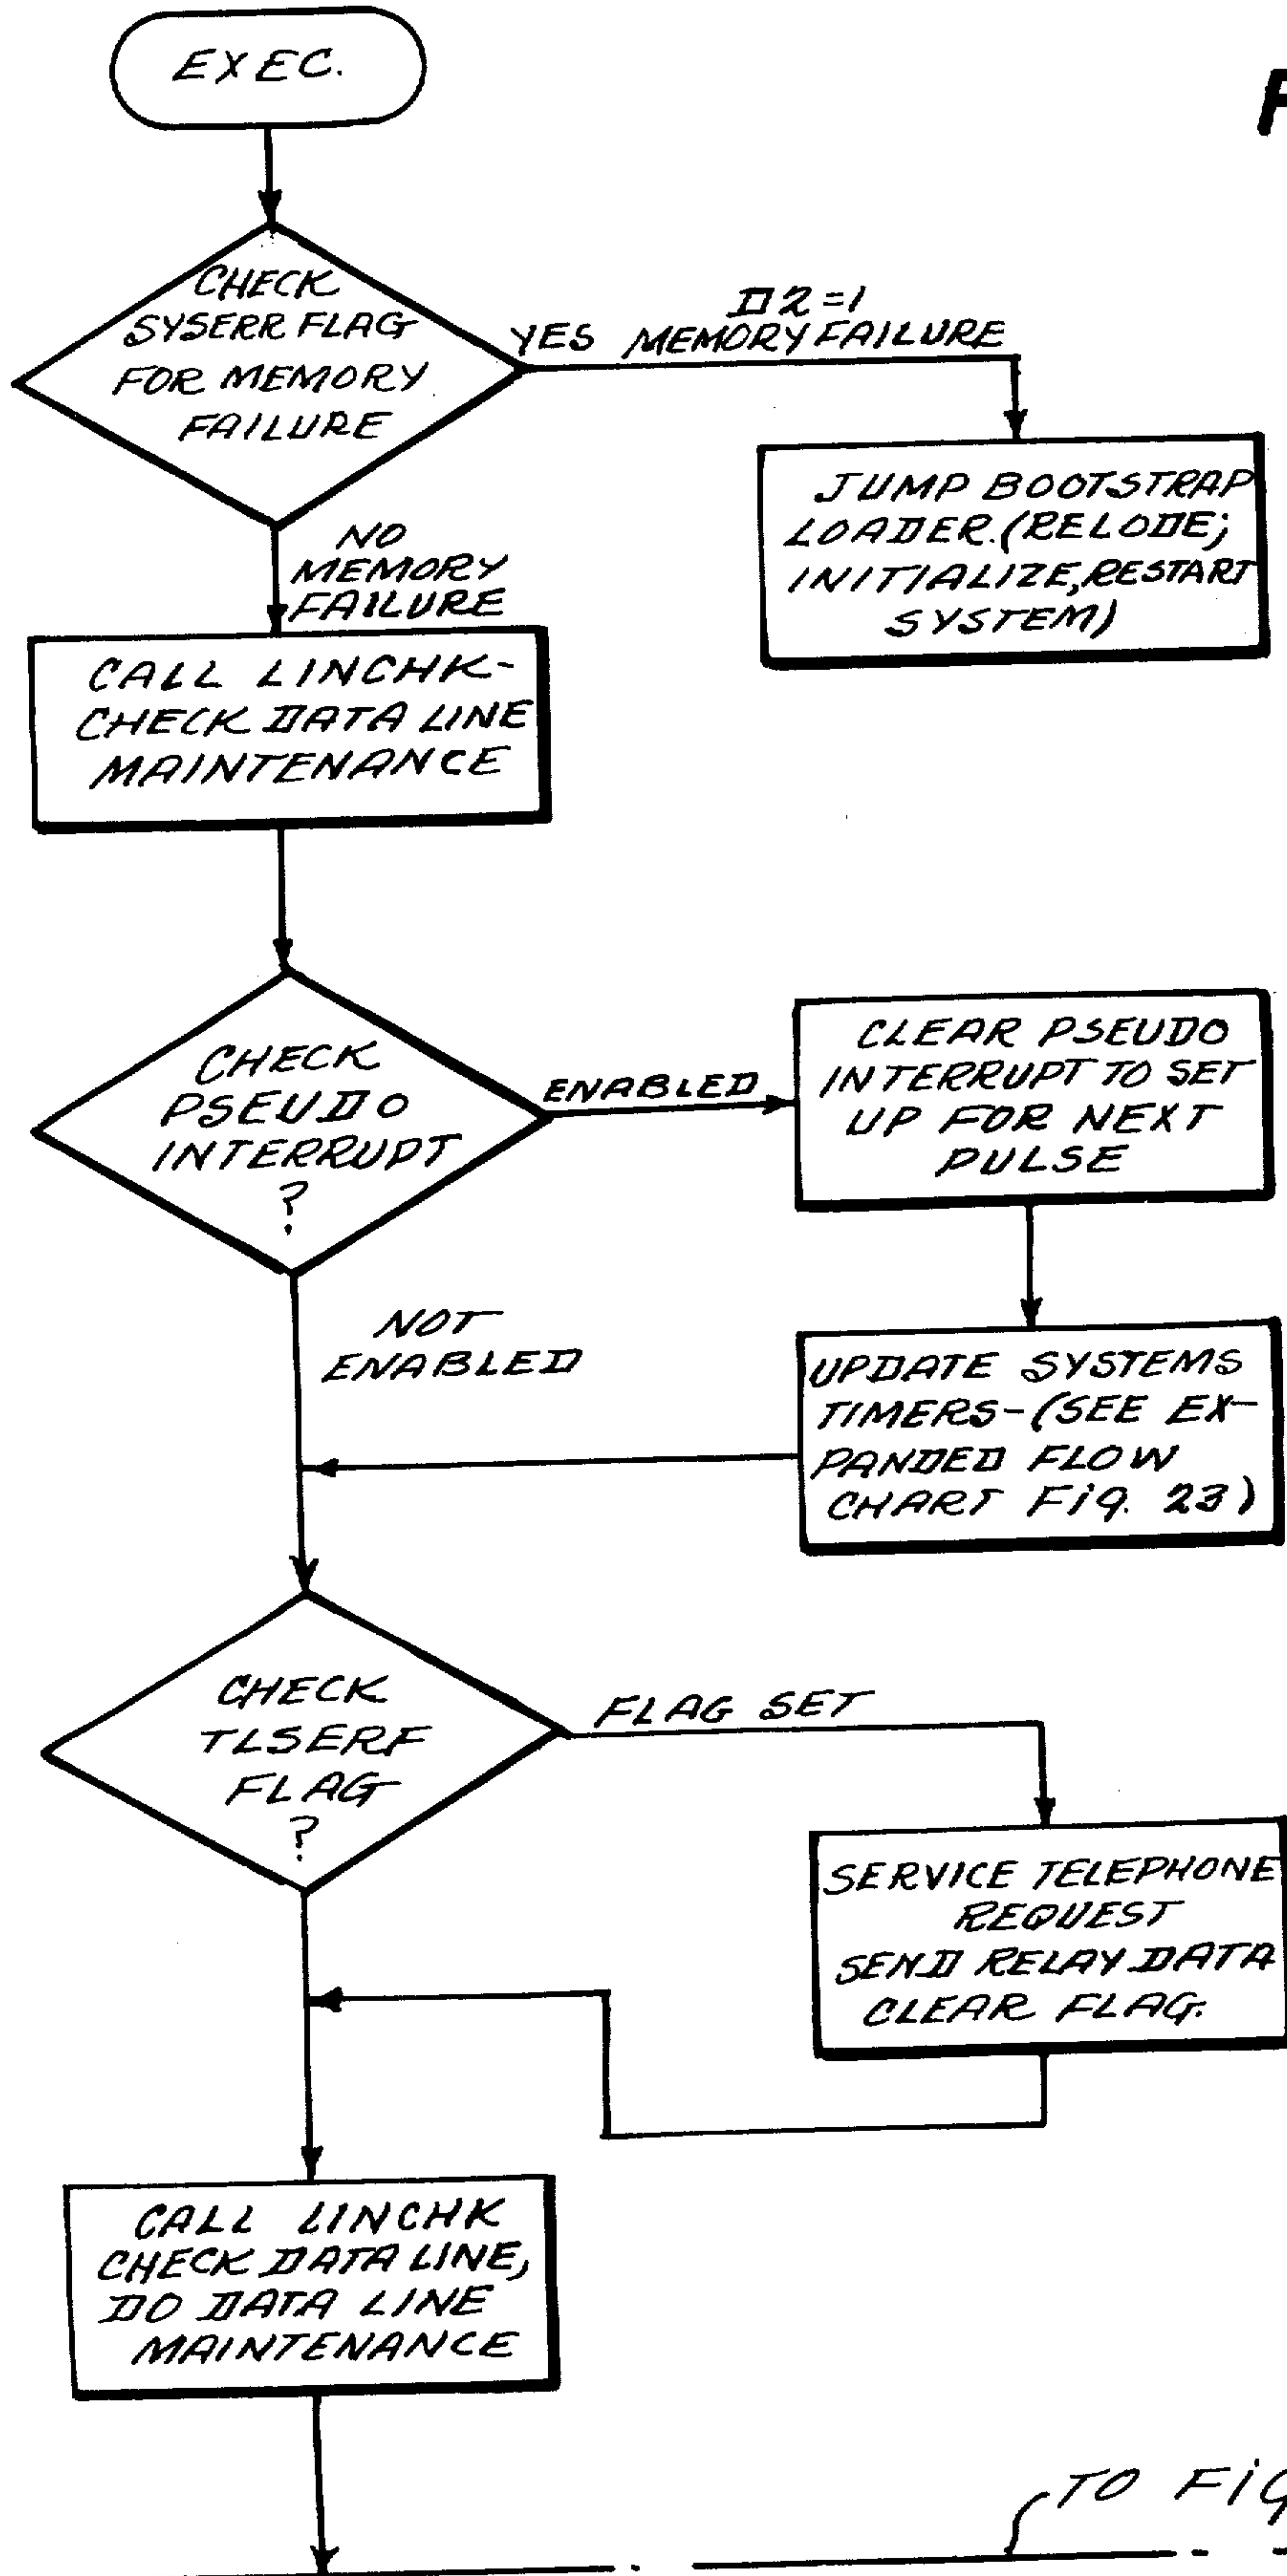 EXEC.
CHECK
SYSERR FLAG
FOR MEMORY
FAILURE
D2=1
YES MEMORY FAILURE
JUMP BOOTSTRAP
LOADER.(RELODE;
INITIALIZE,RESTART
SYSTEM)
NO
MEMORY
FAILURE
CALL LINCHK-
CHECK DATA LINE
MAINTENANCE
CHECK
PSEUDO
INTERRUPT
?
ENABLED
CLEAR PSEUDO
INTERRUPT TO SET
UP FOR NEXT
PULSE
NOT
ENABLED
UPDATE SYSTEMS
TIMERS-(SEE EX-
PANDED FLOW
CHART Fig. 23)
CHECK
TLSERF
FLAG
?
FLAG SET
SERVICE TELEPHONE
REQUEST
SEND RELAY DATA
CLEAR FLAG.
CALL LINCHK
CHECK DATA LINE,
DO DATA LINE
MAINTENANCE
TO Fig